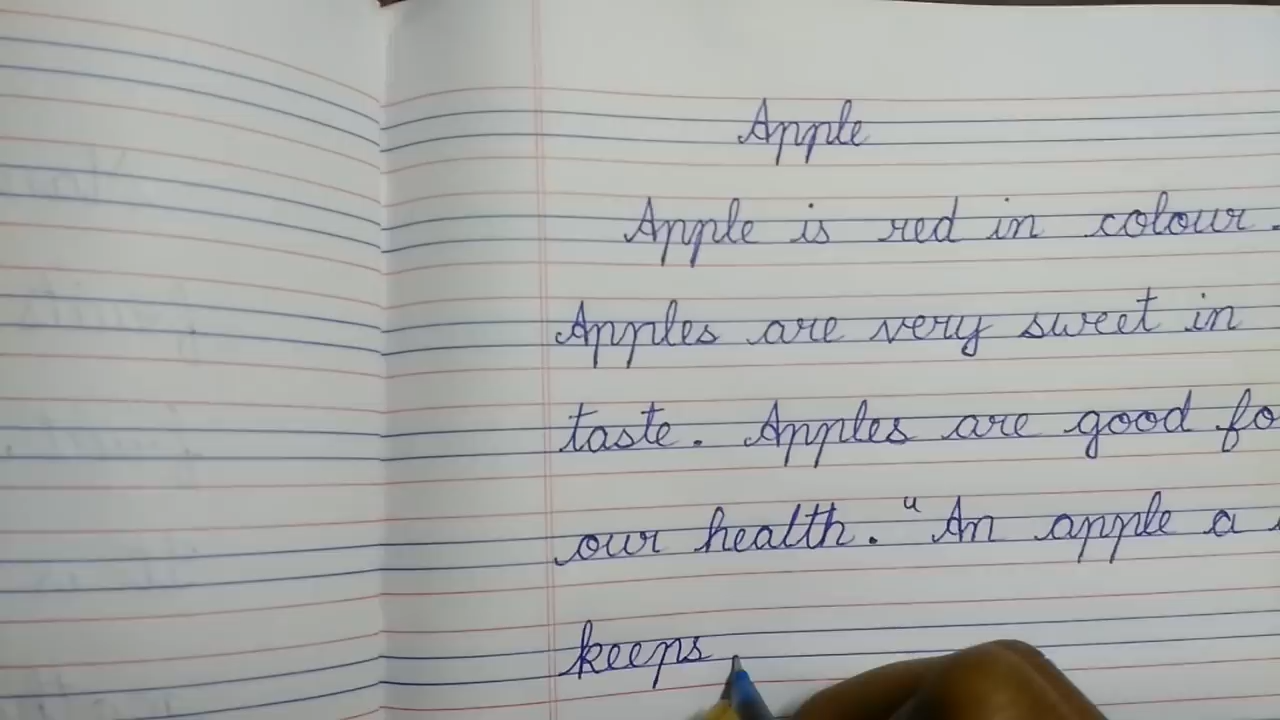 Apple
Apple is red in colour.
Apples are very sweet in
taste. Apples are good fo
our health. "An apple a
keeps